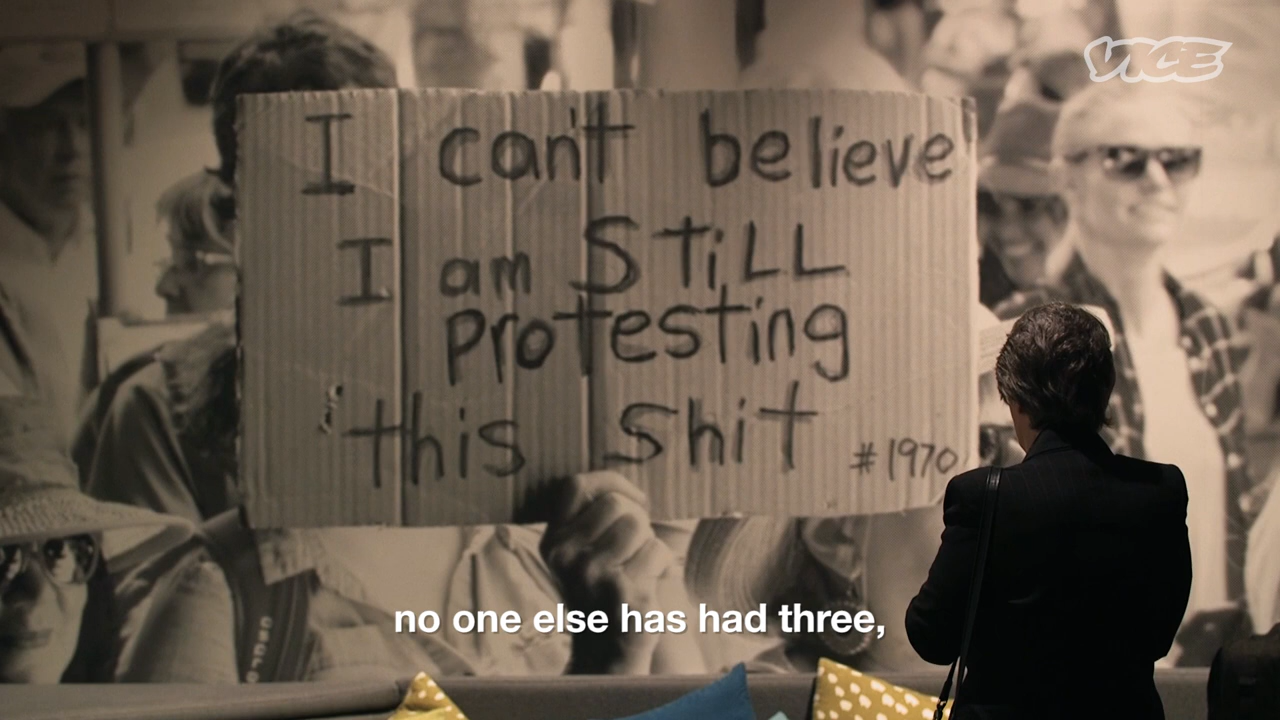 VICE
I can't believe
I am STiLL
protesting
this shit #1970
no one else has had three,